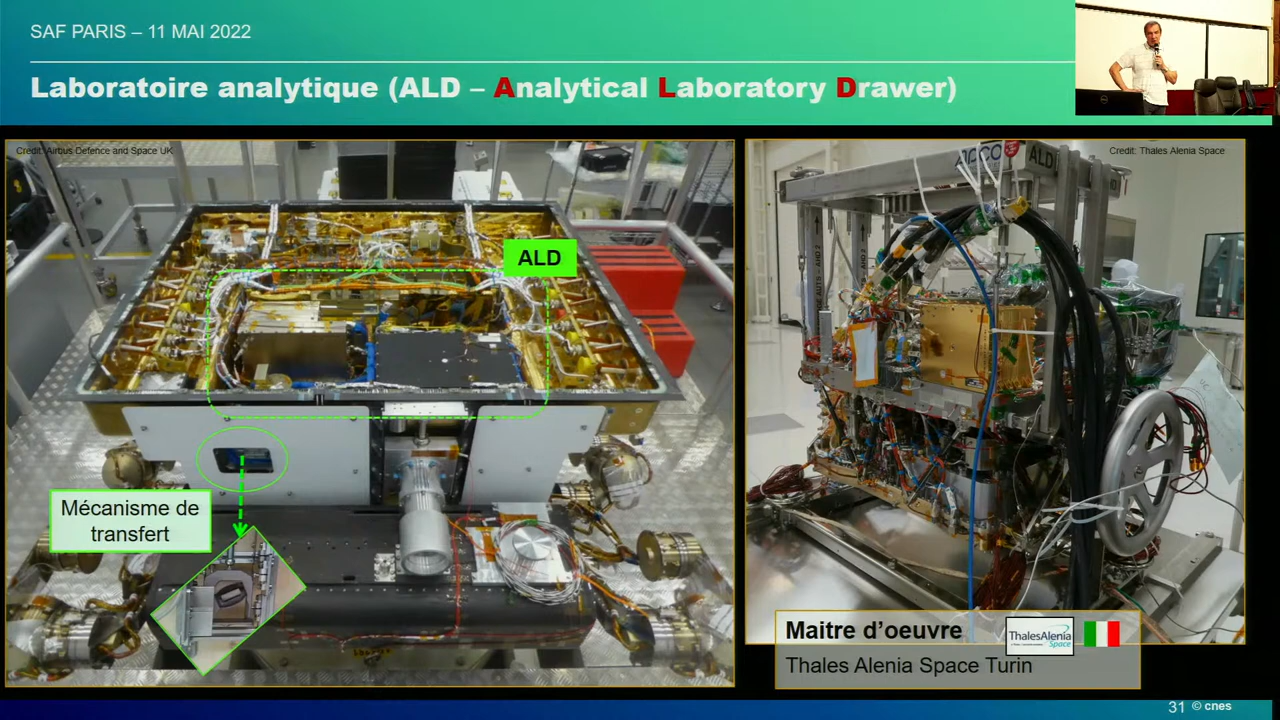 SAF PARIS – 11 MAI 2022
Laboratoire analytique (ALD – Analytical Laboratory Drawer)
Credit: Airbus Defence and Space UK
Credit: Thales Alenia Space
ALD
ALD
Mécanisme de
transfert
Maitre d’oeuvre
ThalesAlenia
Space
Thales Alenia Space Turin
31 © cnes